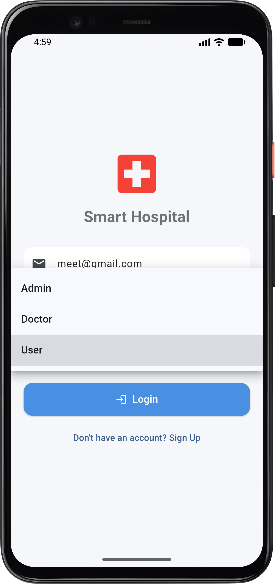 4:59
Smart Hospital
meet@gmail.com
Admin
Doctor
User
Login
Don't have an account? Sign Up